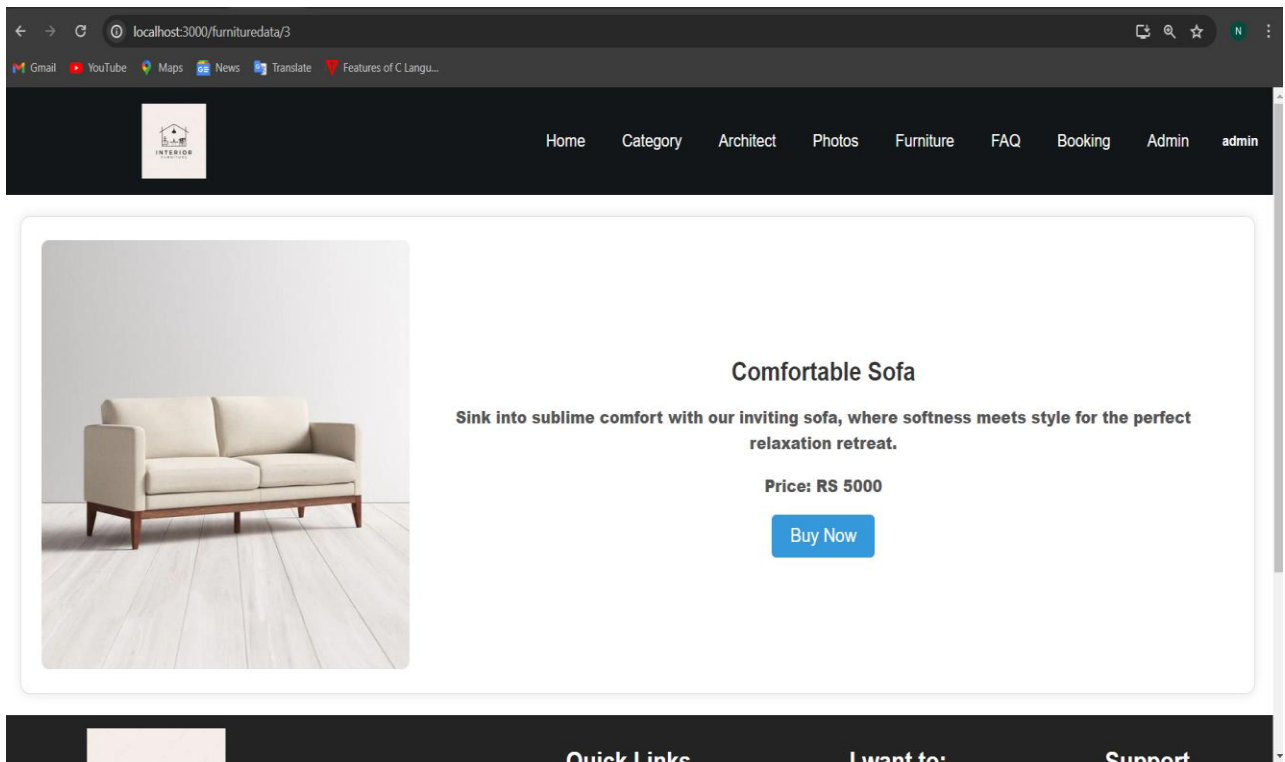 localhost:3000/furnituredata/3
N
Gmail YouTube Maps News Translate Features of C Langu...
INTERIOR
FURNITURE
Home Category Architect Photos Furniture FAQ Booking Admin admin
Comfortable Sofa
Sink into sublime comfort with our inviting sofa, where softness meets style for the perfect
relaxation retreat.
Price: RS 5000
Buy Now
Quick Links I want to: Support